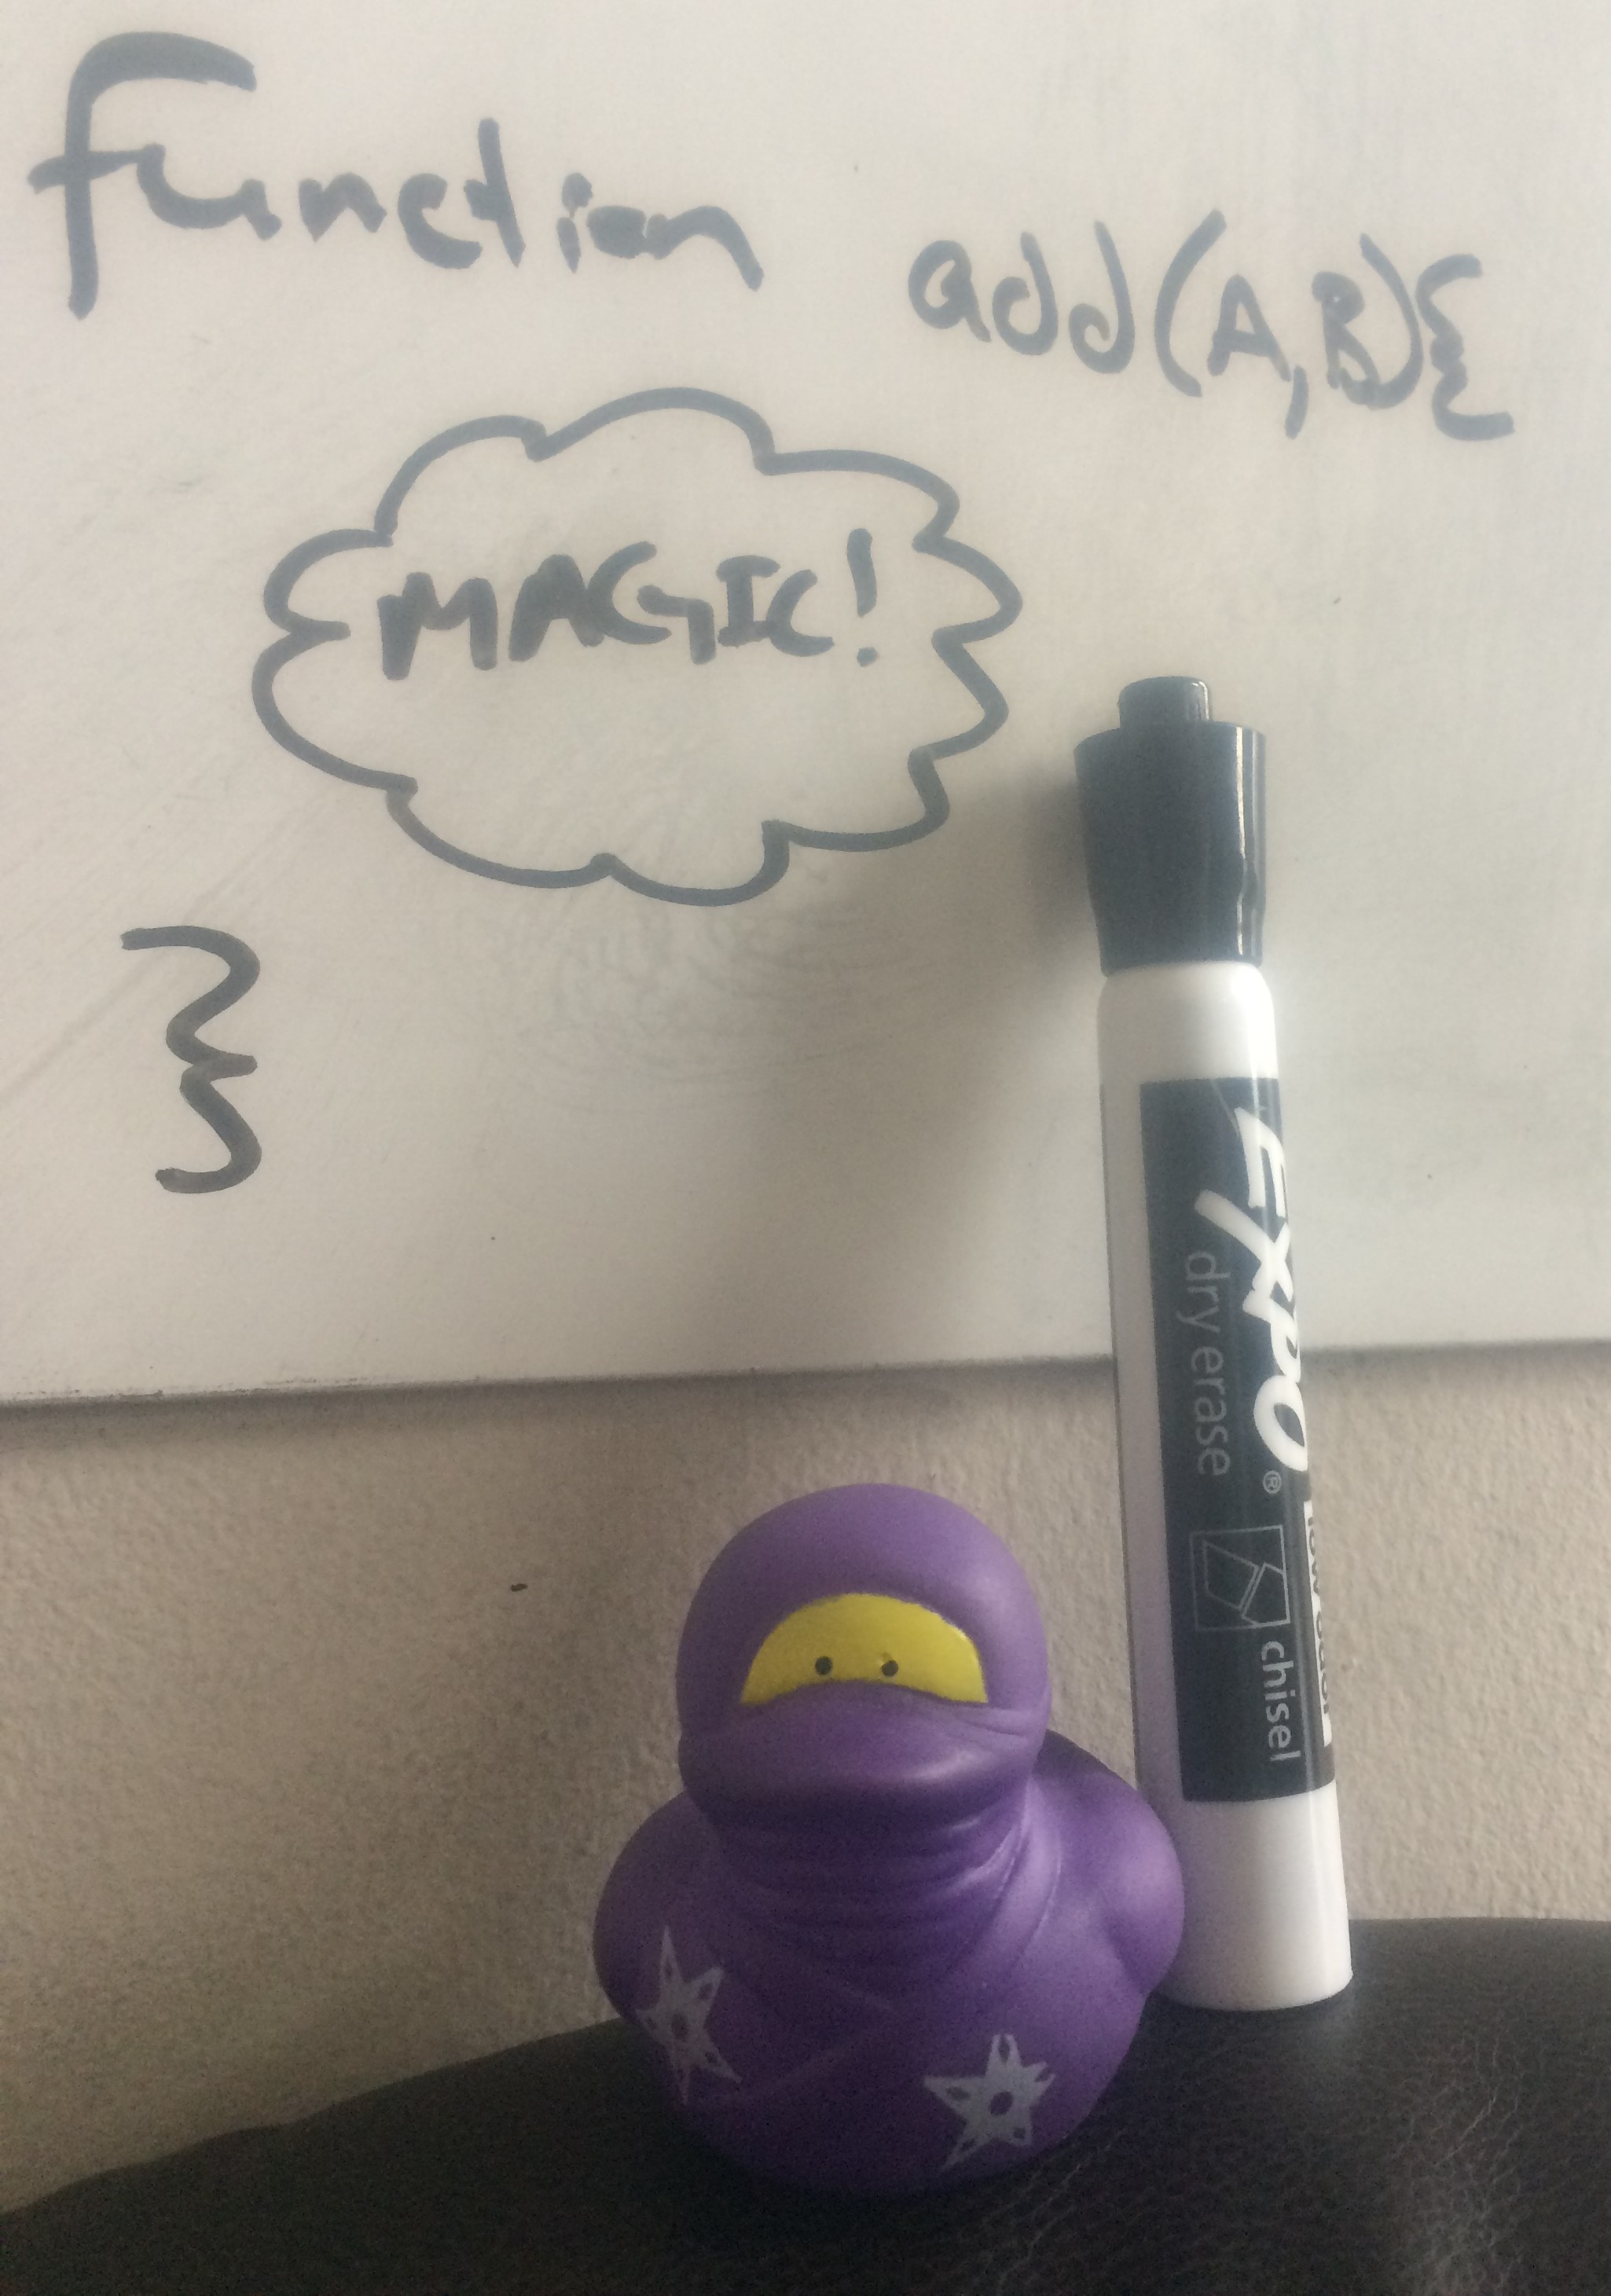 function add(A,B){
MAGIC!
}
EXPO®
dry erase
chisel